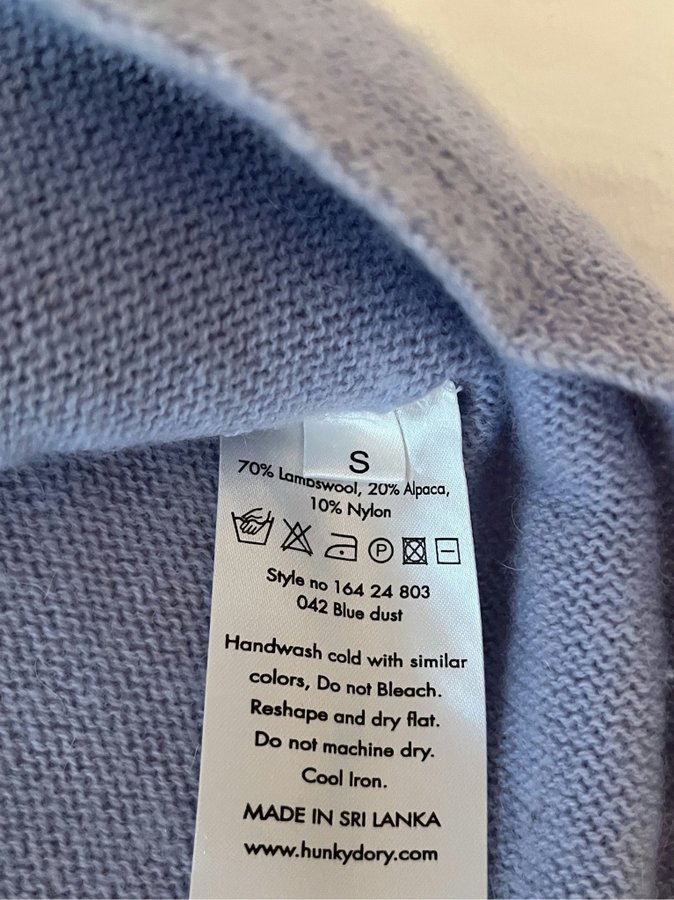 S
70% Lambswool, 20% Alpaca,
10% Nylon
P
Style no 164 24 803
042 Blue dust
Handwash cold with similar
colors, Do not Bleach.
Reshape and dry flat.
Do not machine dry.
Cool Iron.
MADE IN SRI LANKA
www.hunkydory.com